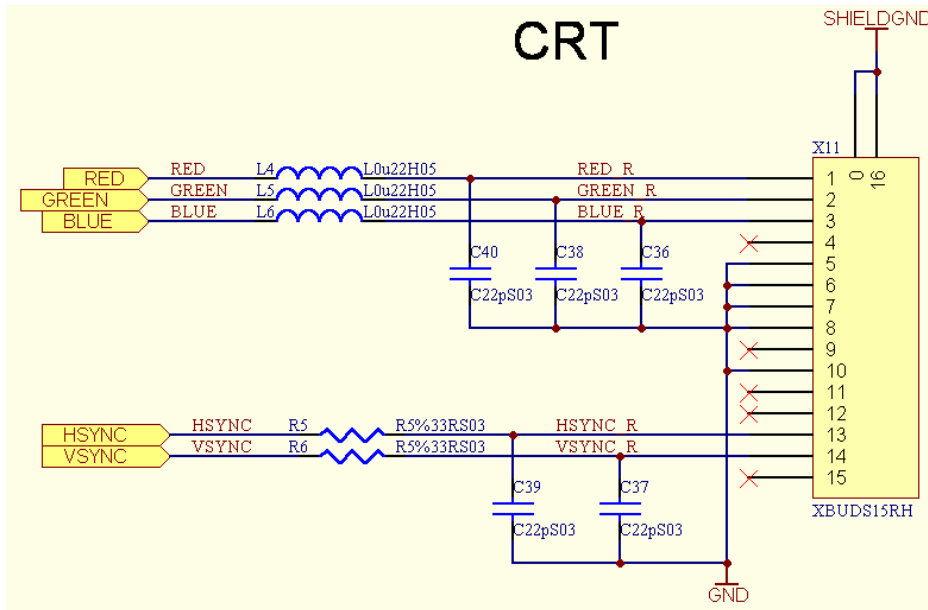 CRT
SHIELDGND
X11
0
16
RED RED L4 L0u22H05 RED_R 1
GREEN GREEN L5 L0u22H05 GREEN_R 2
BLUE BLUE L6 L0u22H05 BLUE_R 3
4
C40 C38 C36
5
6
C22pS03 C22pS03 C22pS03
7
8
9
10
11
12
HSYNC HSYNC R5 R5%33RS03 HSYNC_R 13
VSYNC VSYNC R6 R5%33RS03 VSYNC_R 14
15
C39 C37
XBUDS15RH
C22pS03 C22pS03
GND